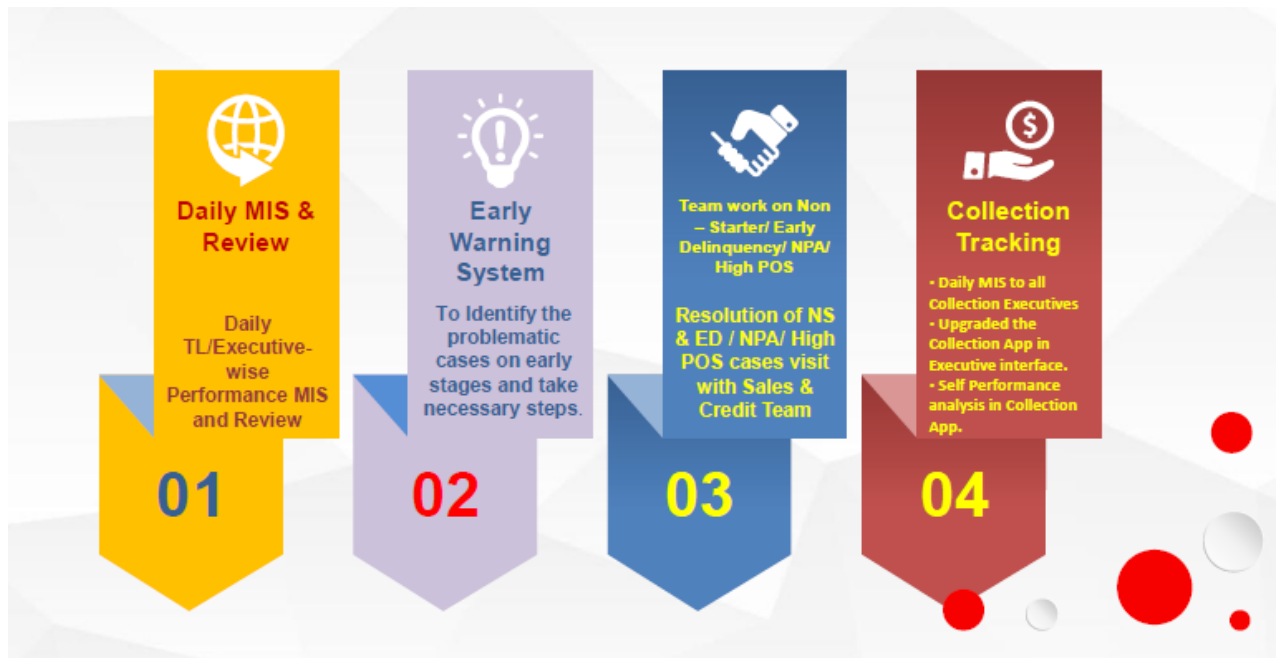 Daily MIS &
Review
Daily
TL/Executive-
wise
Performance MIS
and Review
01
Early
Warning
System
To Identify the
problematic
cases on early
stages and take
necessary steps.
02
Team work on Non
– Starter/ Early
Delinquency/ NPA/
High POS
Resolution of NS
& ED / NPA/ High
POS cases visit
with Sales &
Credit Team
03
Collection
Tracking
• Daily MIS to all
Collection Executives
• Upgraded the
Collection App in
Executive interface.
• Self Performance
analysis in Collection
App.
04